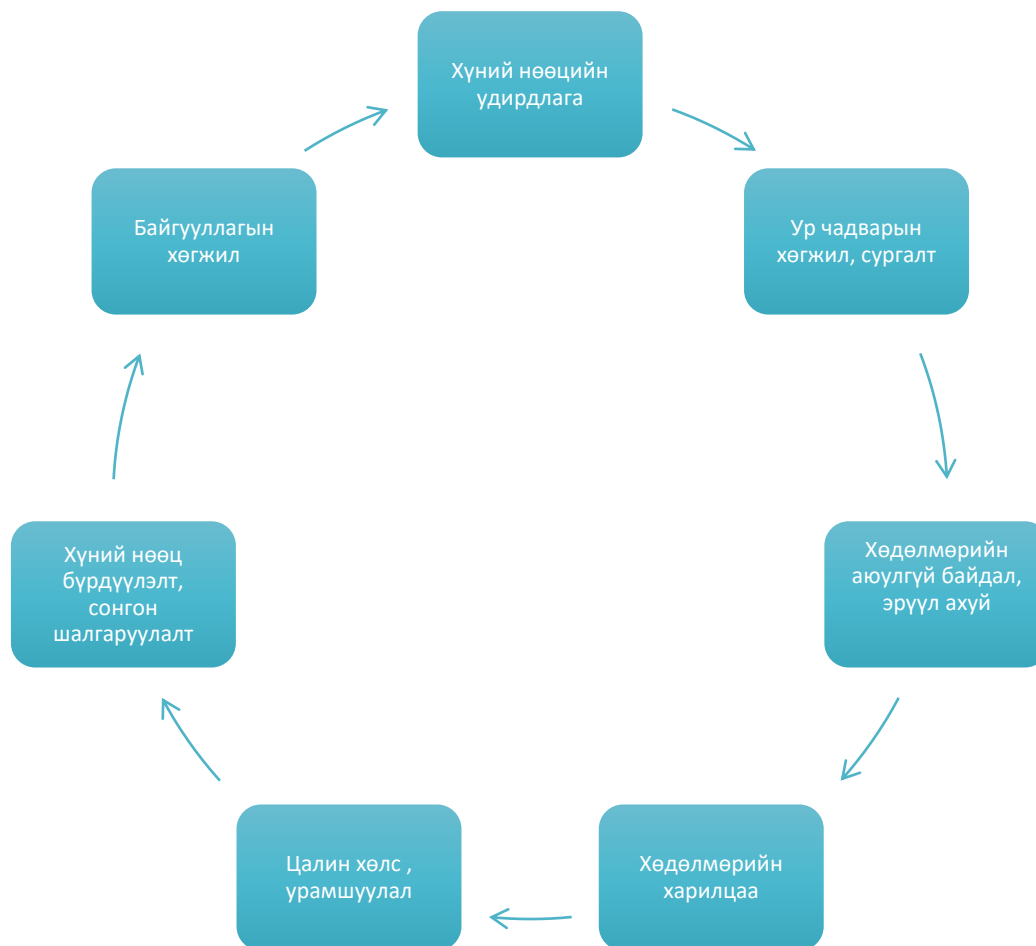 Хүний нөөцийн
удирдлага
Ур чадварын
хөгжил, сургалт
Хөдөлмөрийн
аюулгүй байдал,
эрүүл ахуй
Хөдөлмөрийн
харилцаа
Цалин хөлс ,
урамшуулал
Хүний нөөц
бүрдүүлэлт,
сонгон
шалгаруулалт
Байгууллагын
хөгжил